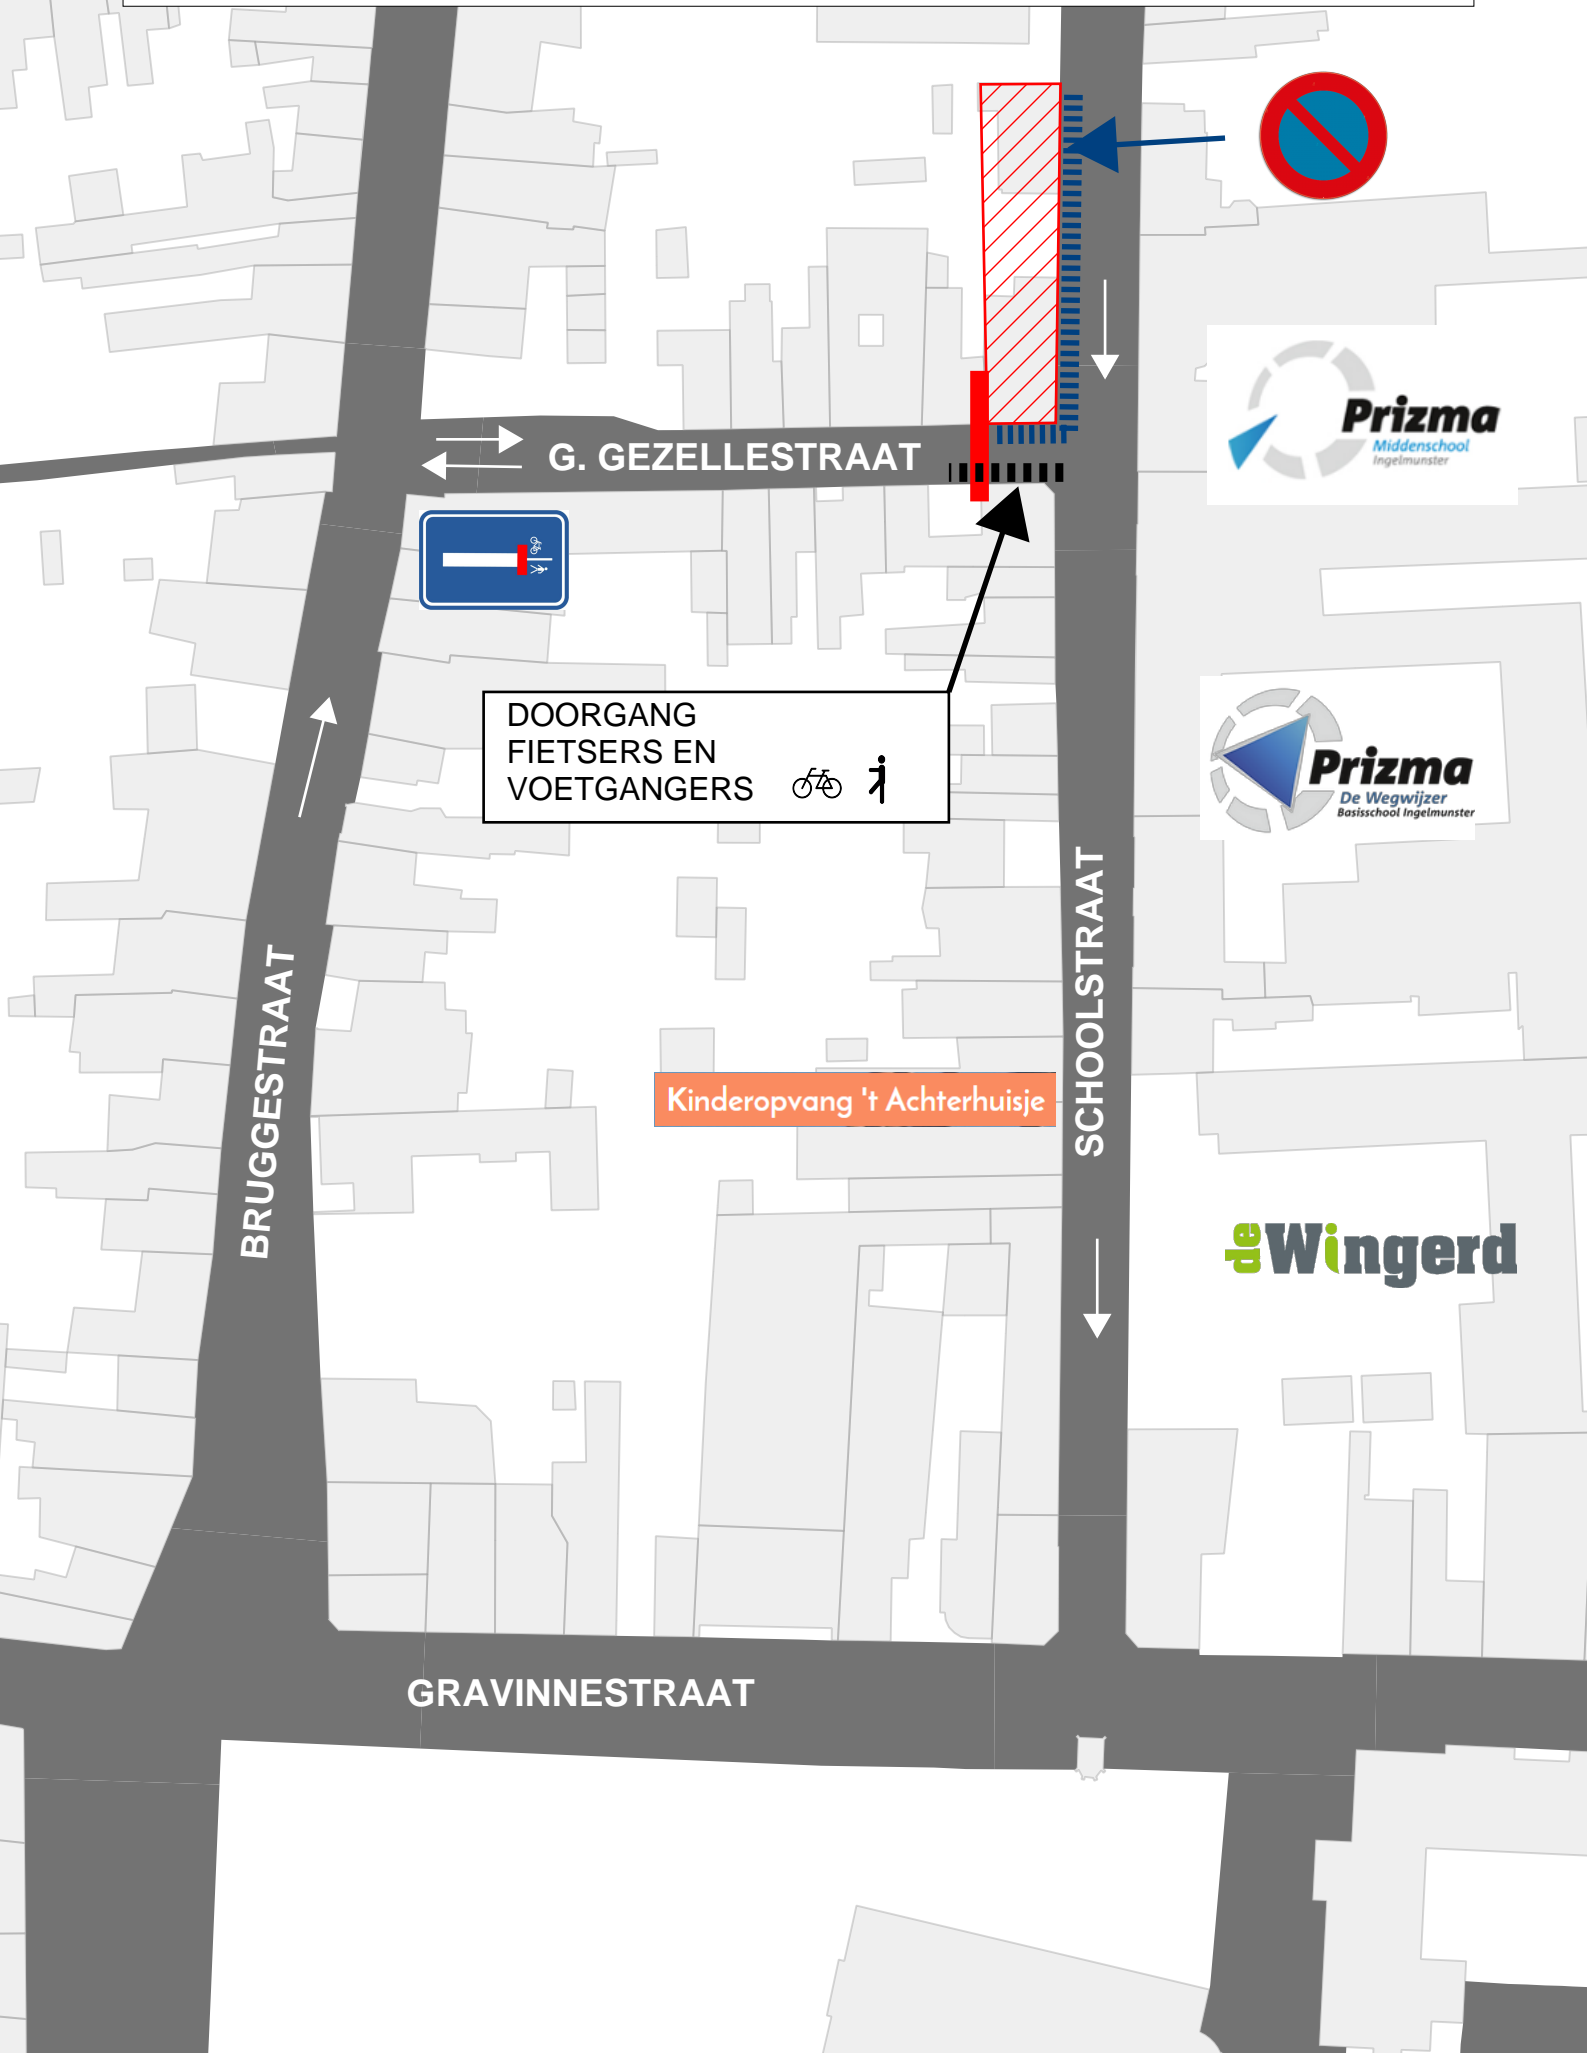 Prizma
Middenschool
Ingelmunster
G. GEZELLESTRAAT
DOORGANG
FIETSERS EN
VOETGANGERS
Prizma
De Wegwijzer
Basisschool Ingelmunster
BRUGGESTRAAT
SCHOOLSTRAAT
Kinderopvang 't Achterhuisje
de Wingerd
GRAVINNESTRAAT